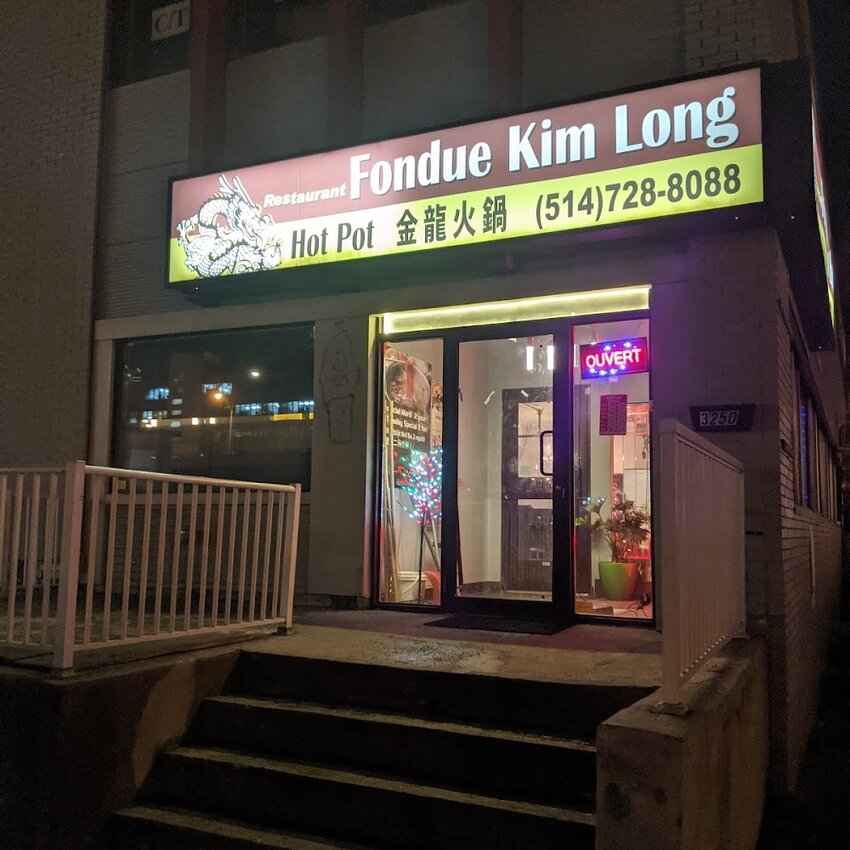 C/T
Restaurant Fondue Kim Long
Hot Pot 金龍火鍋 (514)728-8088
OUVERT
3250